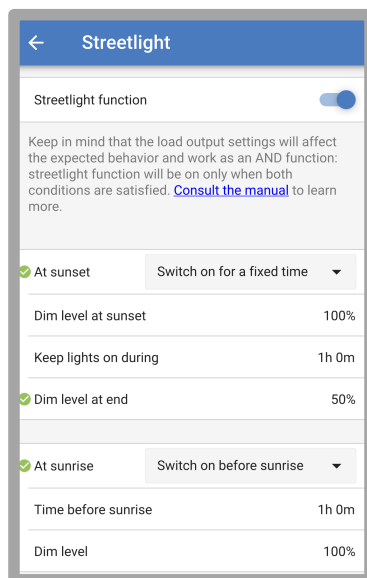 Streetlight
Streetlight function
Keep in mind that the load output settings will affect
the expected behavior and work as an AND function:
streetlight function will be on only when both
conditions are satisfied. Consult the manual to learn
more.
At sunset Switch on for a fixed time
Dim level at sunset 100%
Keep lights on during 1h 0m
Dim level at end 50%
At sunrise Switch on before sunrise
Time before sunrise 1h 0m
Dim level 100%